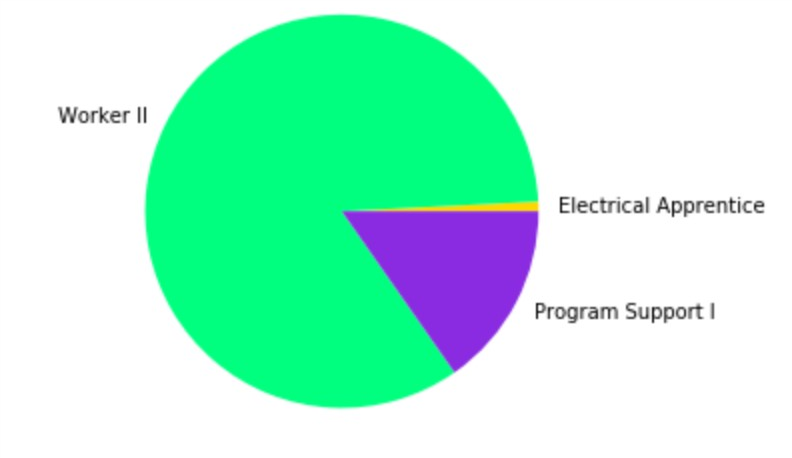 Worker II
Electrical Apprentice
Program Support I